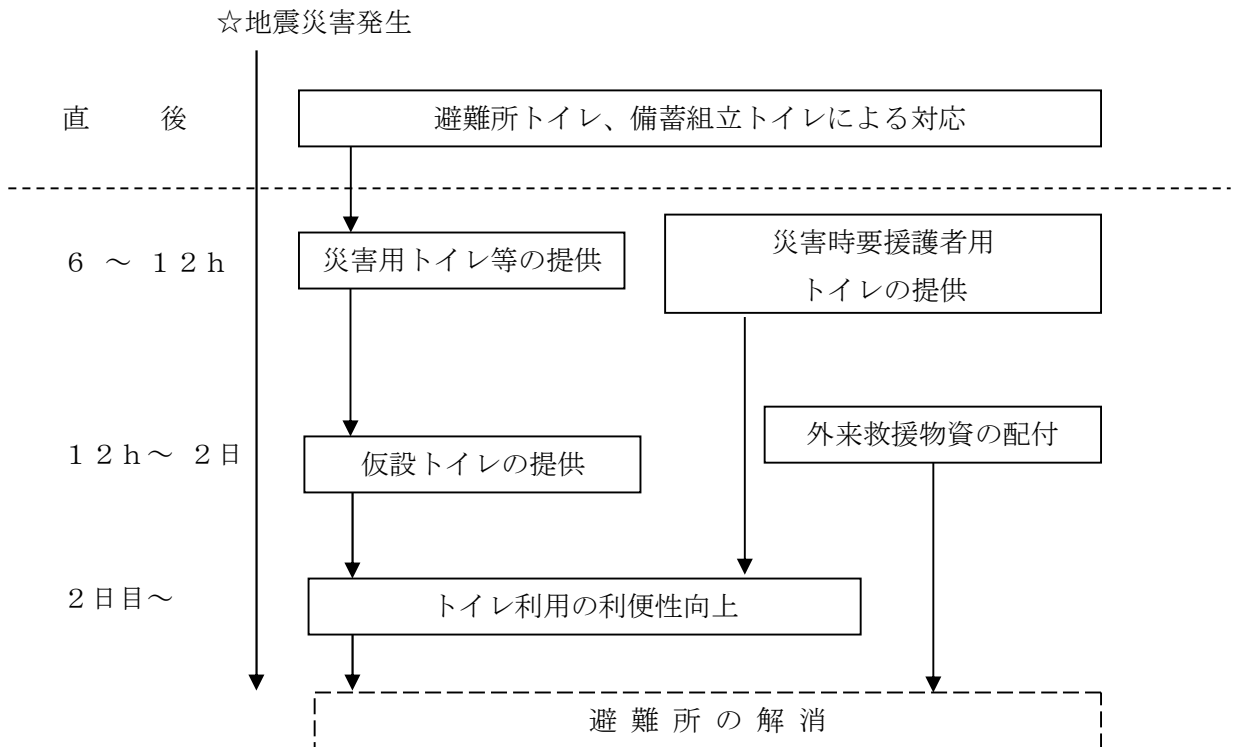 ☆地震災害発生
直　　後
避難所トイレ、備蓄組立トイレによる対応
６ ～ １２ｈ
災害用トイレ等の提供
災害時要援護者用
トイレの提供
１２ｈ～ ２日
仮設トイレの提供
外来救援物資の配付
２日目～
トイレ利用の利便性向上
避 難 所 の 解 消